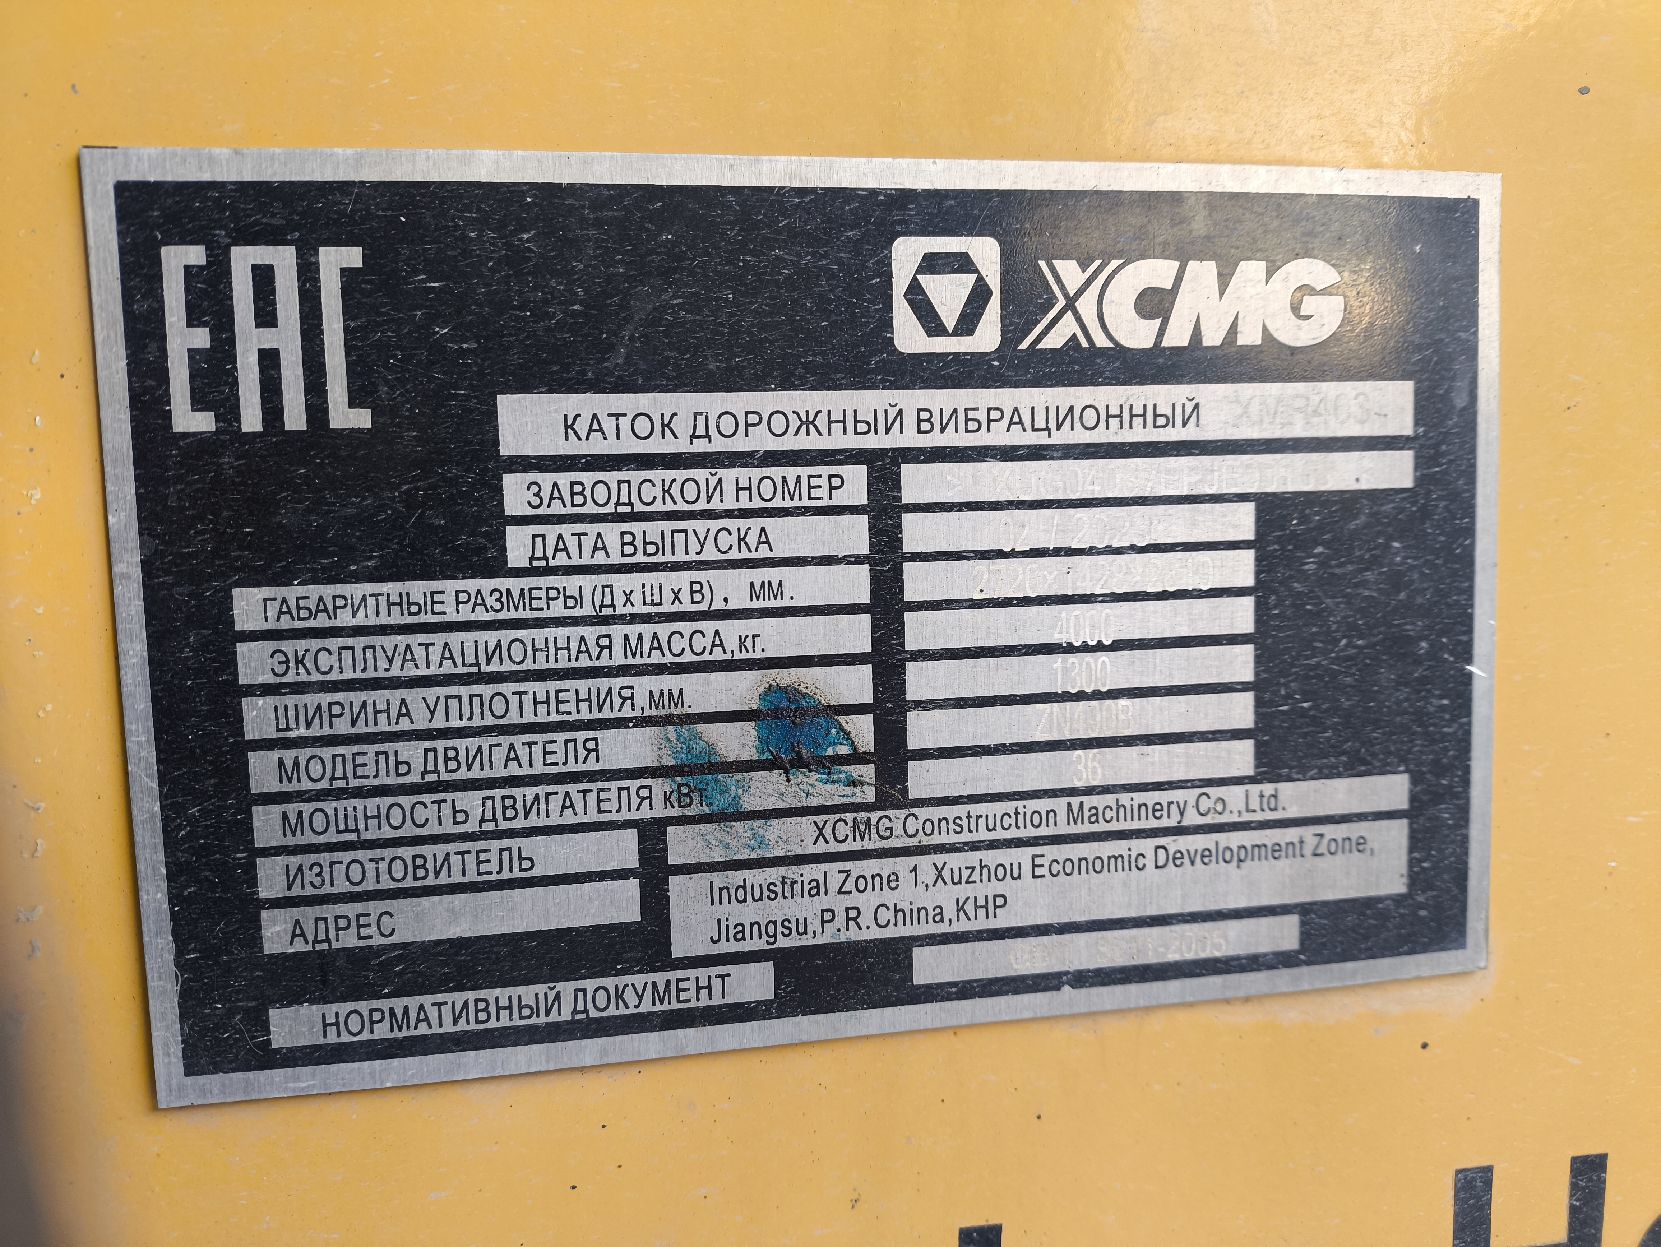 EAC
XCMG
КАТОК ДОРОЖНЫЙ ВИБРАЦИОННЫЙ XMR403
ЗАВОДСКОЙ НОМЕР
ДАТА ВЫПУСКА
ГАБАРИТНЫЕ РАЗМЕРЫ (Д x Ш x В) , ММ.
ЭКСПЛУАТАЦИОННАЯ МАССА,кг. 4000
ШИРИНА УПЛОТНЕНИЯ,мм. 1300
МОДЕЛЬ ДВИГАТЕЛЯ
МОЩНОСТЬ ДВИГАТЕЛЯ кВт 36
ИЗГОТОВИТЕЛЬ XCMG Construction Machinery Co.,Ltd.
АДРЕС Industrial Zone 1,Xuzhou Economic Development Zone,
Jiangsu,P.R.China,КНР
НОРМАТИВНЫЙ ДОКУМЕНТ